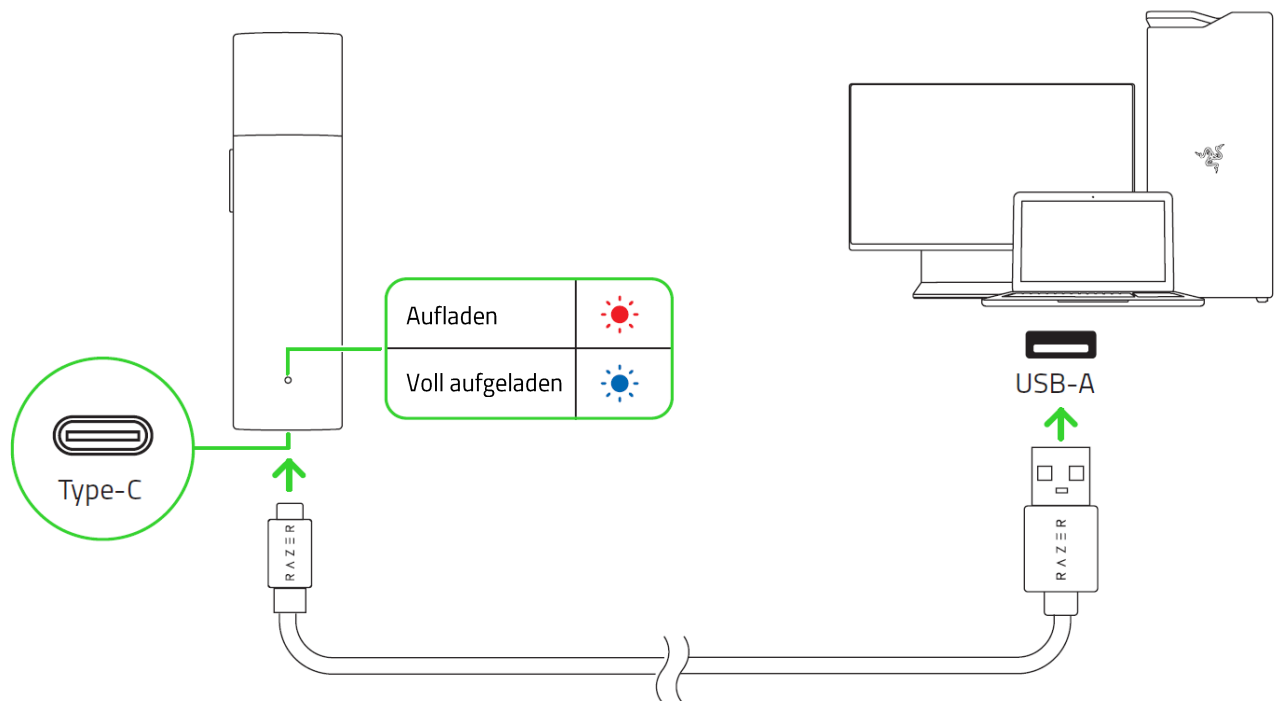 Aufladen
Voll aufgeladen
Type-C
USB-A
RAZER
RAZER